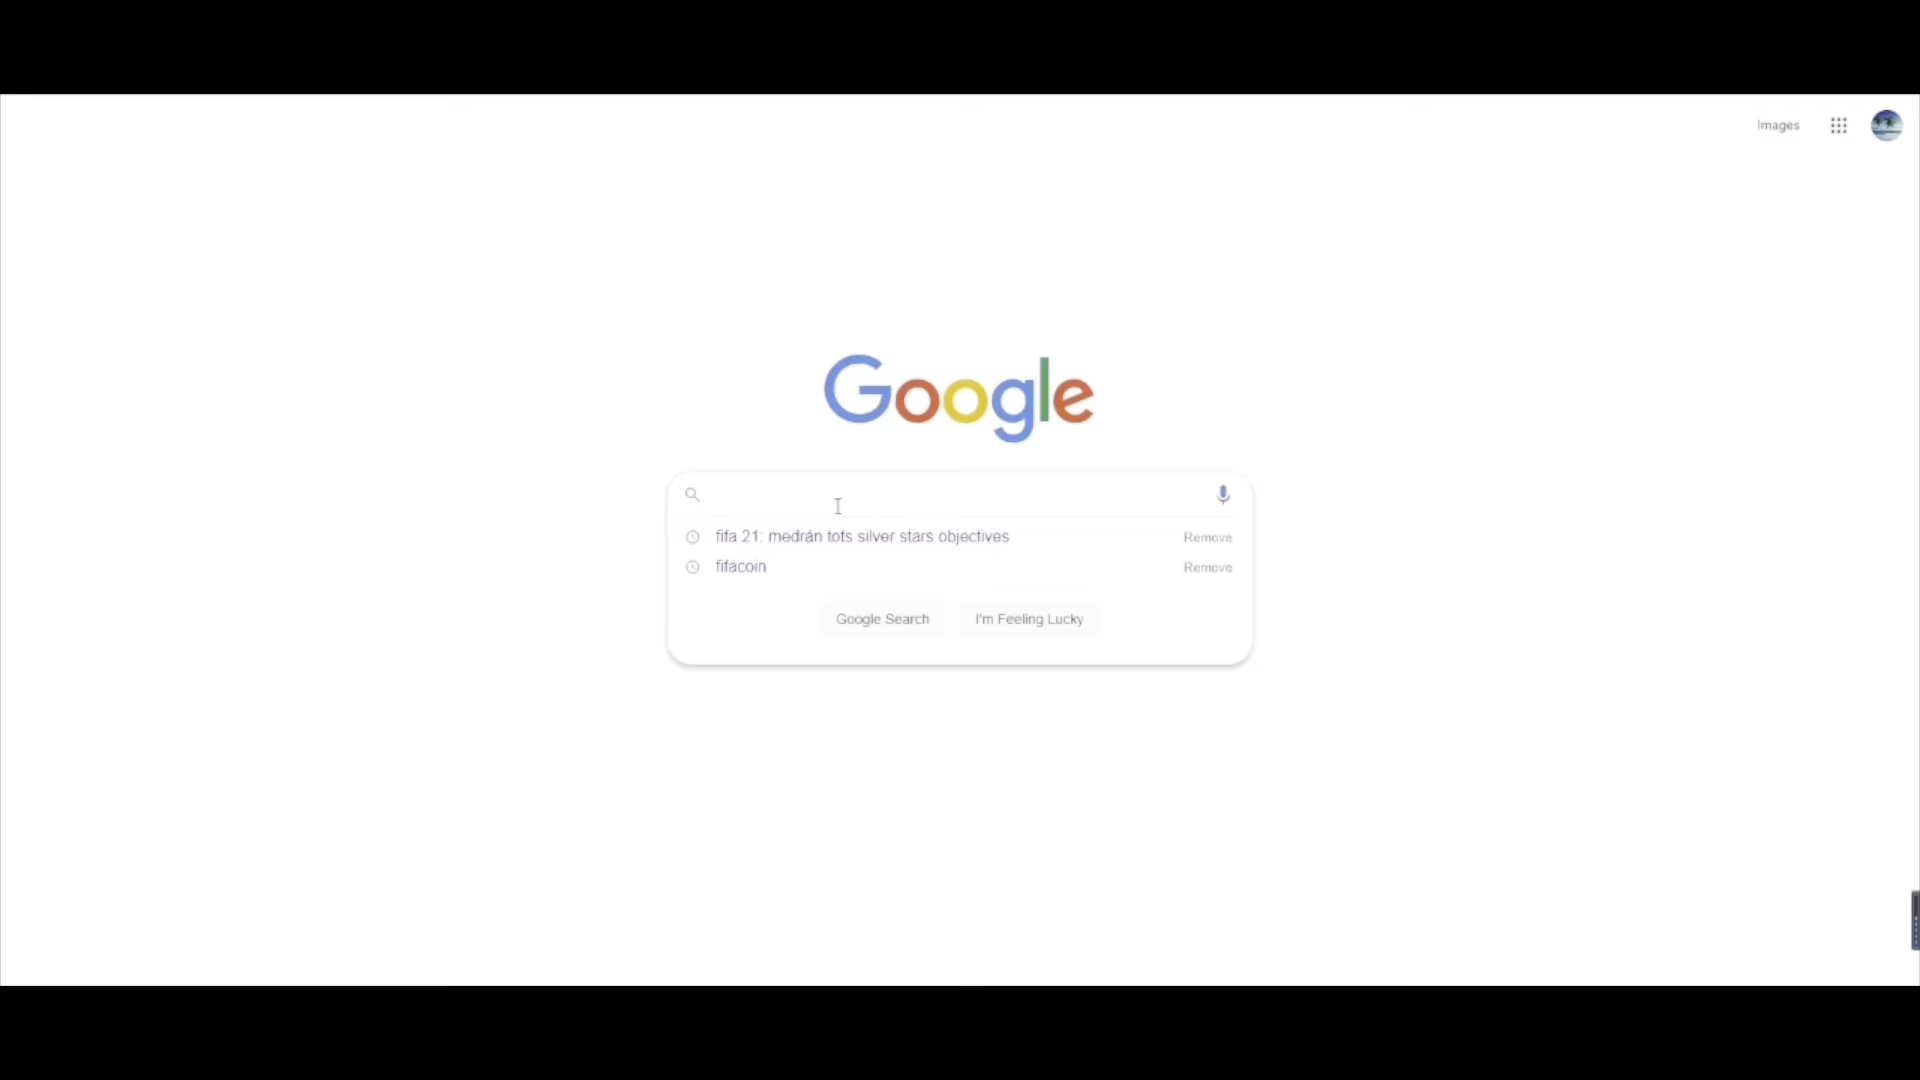 Images
Google
fifa 21: medrán tots silver stars objectives Remove
fifacoin Remove
Google Search I'm Feeling Lucky